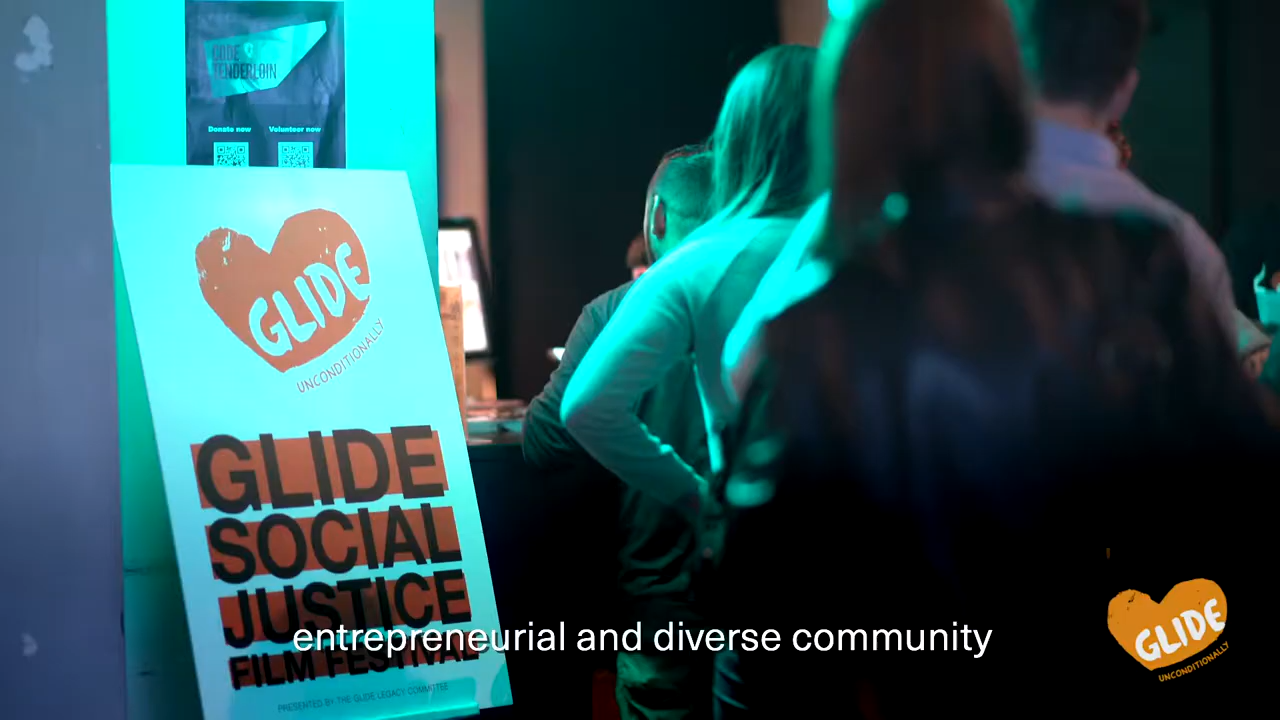 CODE
TENDERLOIN
Donate now Volunteer now
GLIDE
UNCONDITIONALLY
GLIDE
SOCIAL
JUSTICE
FILM FESTIVAL
PRESENTED BY THE GLIDE LEGACY COMMITTEE
entrepreneurial and diverse community
GLIDE
UNCONDITIONALLY